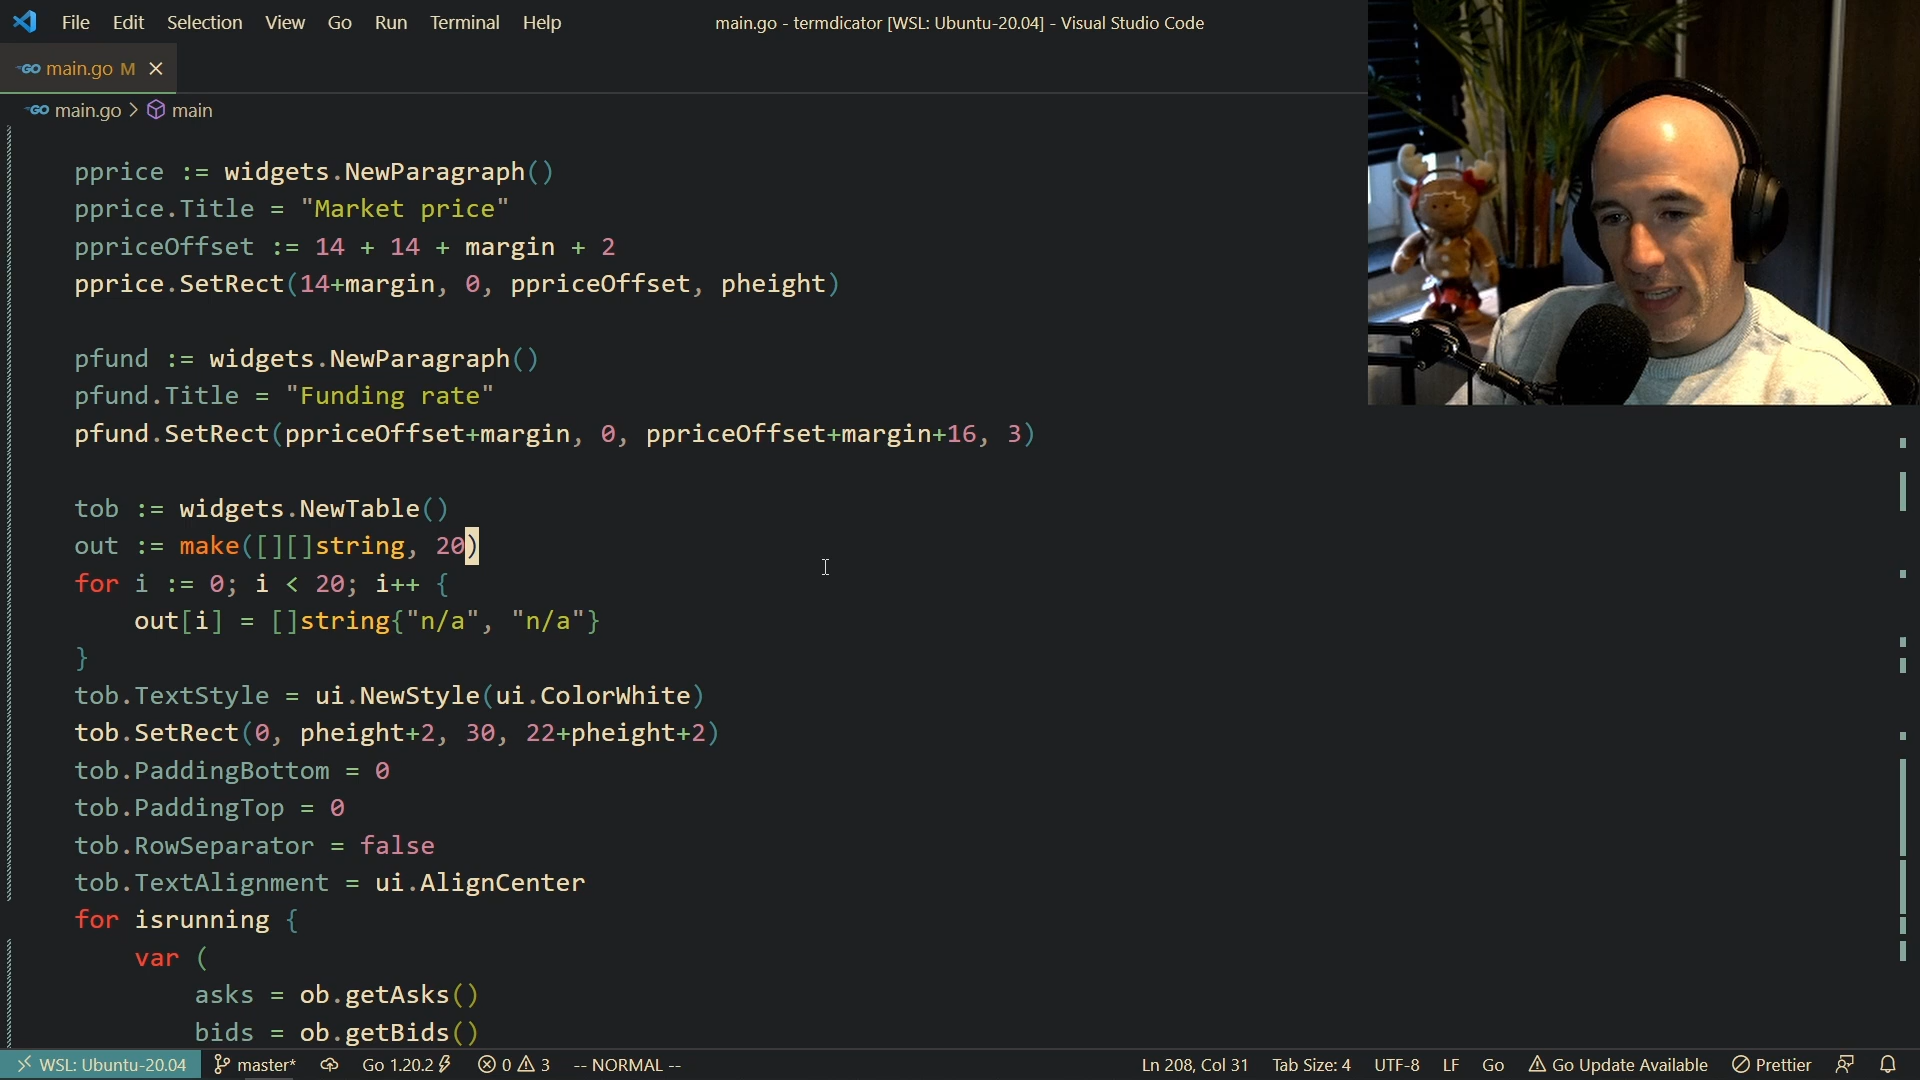 File Edit Selection View Go Run Terminal Help
main.go - termdicator [WSL: Ubuntu-20.04] - Visual Studio Code
GO main.go M
GO main.go > main
pprice := widgets.NewParagraph()
pprice.Title = "Market price"
ppriceOffset := 14 + 14 + margin + 2
pprice.SetRect(14+margin, 0, ppriceOffset, pheight)
pfund := widgets.NewParagraph()
pfund.Title = "Funding rate"
pfund.SetRect(ppriceOffset+margin, 0, ppriceOffset+margin+16, 3)
tob := widgets.NewTable()
out := make([][]string, 20)
for i := 0; i < 20; i++ {
out[i] = []string{"n/a", "n/a"}
}
tob.TextStyle = ui.NewStyle(ui.ColorWhite)
tob.SetRect(0, pheight+2, 30, 22+pheight+2)
tob.PaddingBottom = 0
tob.PaddingTop = 0
tob.RowSeparator = false
tob.TextAlignment = ui.AlignCenter
for isrunning {
var (
asks = ob.getAsks()
bids = ob.getBids()
WSL: Ubuntu-20.04 master* Go 1.20.2 0 3 -- NORMAL -- Ln 208, Col 31 Tab Size: 4 UTF-8 LF Go Go Update Available Prettier